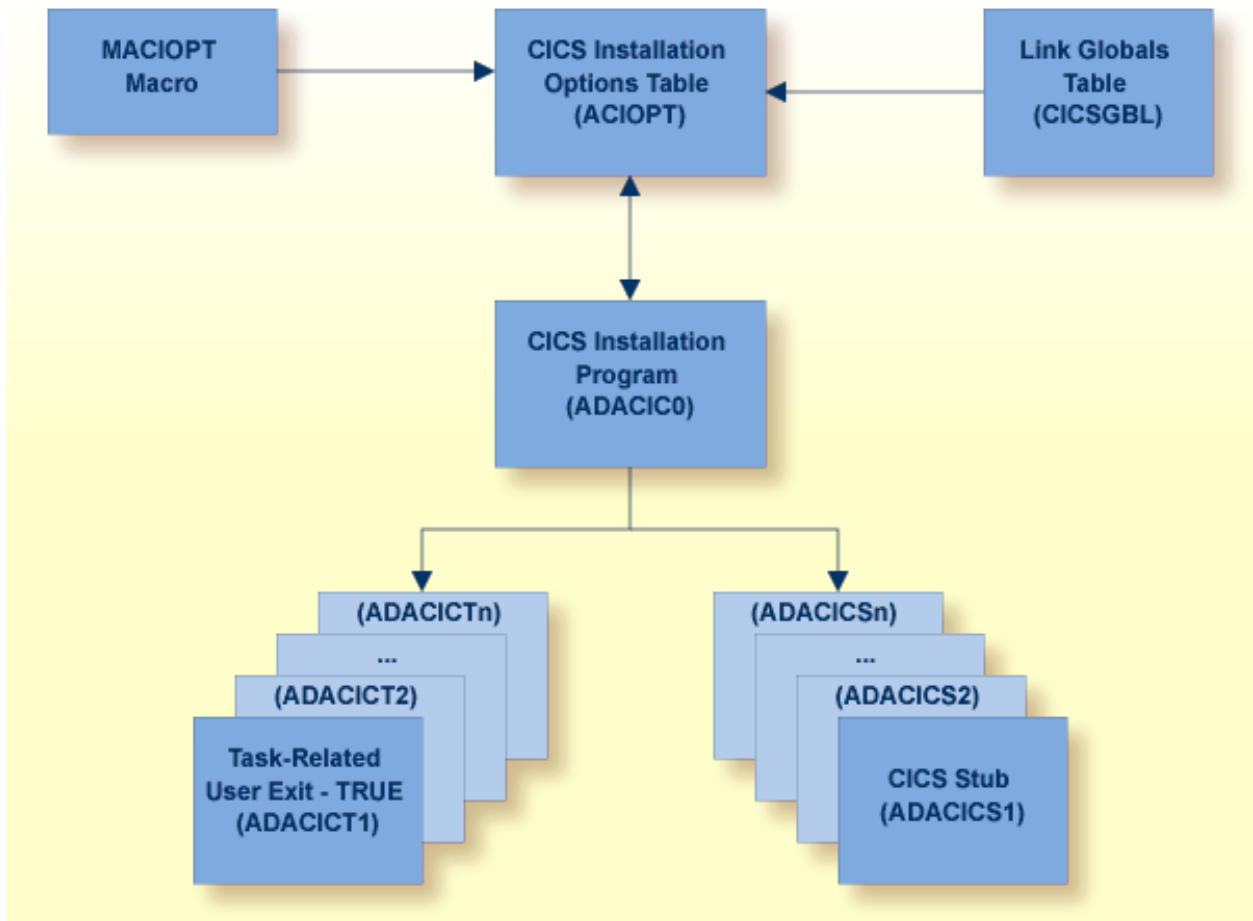 MACIOPT
Macro
CICS Installation
Options Table
(ACIOPT)
Link Globals
Table
(CICSGBL)
CICS Installation
Program
(ADACIC0)
(ADACICTn)
...
(ADACICT2)
Task-Related
User Exit - TRUE
(ADACICT1)
(ADACICSn)
...
(ADACICS2)
CICS Stub
(ADACICS1)